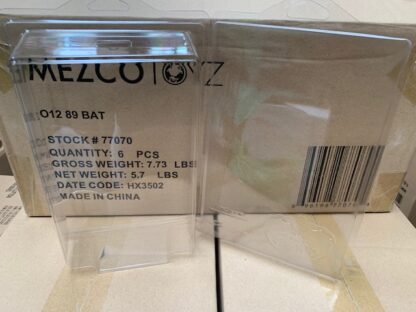 MEZCO TOYZ
O12 89 BAT
STOCK # 77070
QUANTITY: 6 PCS
GROSS WEIGHT: 7.73 LBS
NET WEIGHT: 5.7 LBS
DATE CODE: HX3502
MADE IN CHINA